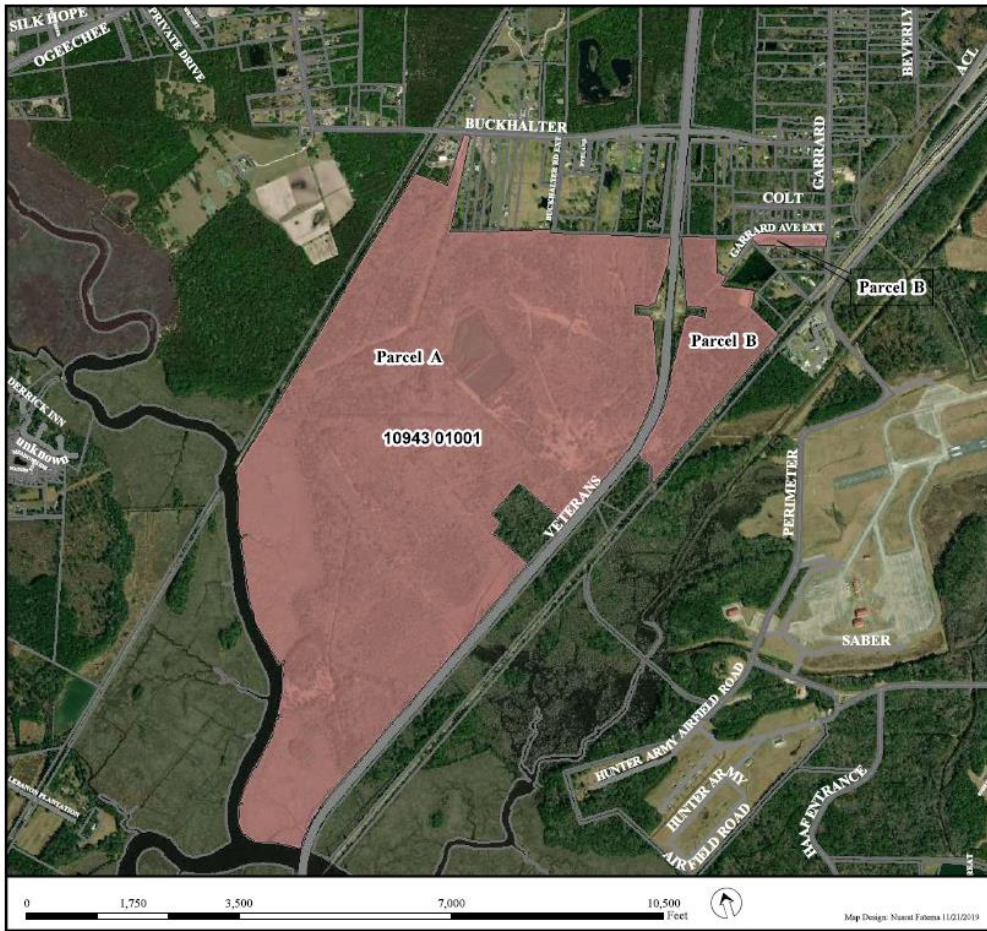 SILK HOPE
OGEECHEE
PRIVATE DRIVE
BEVERLY
ACL
BUCKHALTER
BUCKHALTER RD EXT
GARRARD
COLT
GARRARD AVE EXT
Parcel B
Parcel B
Parcel A
10943 01001
DERRICK INN
unknown
VETERANS
PERIMETER
SABER
HUNTER ARMY AIRFIELD ROAD
HUNTER ARMY
AIRFIELD ROAD
HAAF ENTRANCE
LEBANON PLANTATION
0 1,750 3,500 7,000 10,500
Feet
Map Design: Nusrat Fatema 11/21/2019